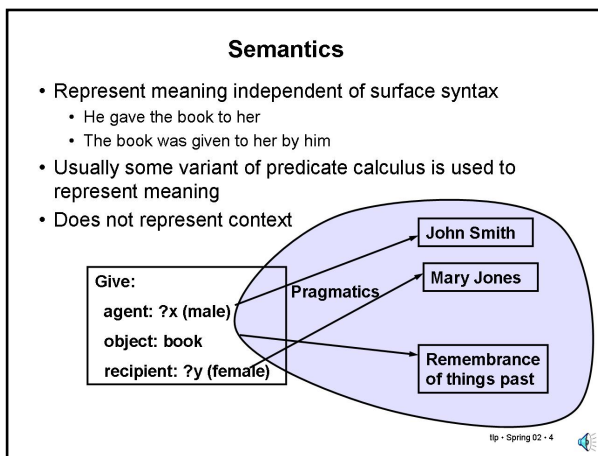 Semantics
• Represent meaning independent of surface syntax
• He gave the book to her
• The book was given to her by him
• Usually some variant of predicate calculus is used to
represent meaning
• Does not represent context
Give:
agent: ?x (male)
object: book
recipient: ?y (female)
Pragmatics
John Smith
Mary Jones
Remembrance
of things past
tlp • Spring 02 • 4